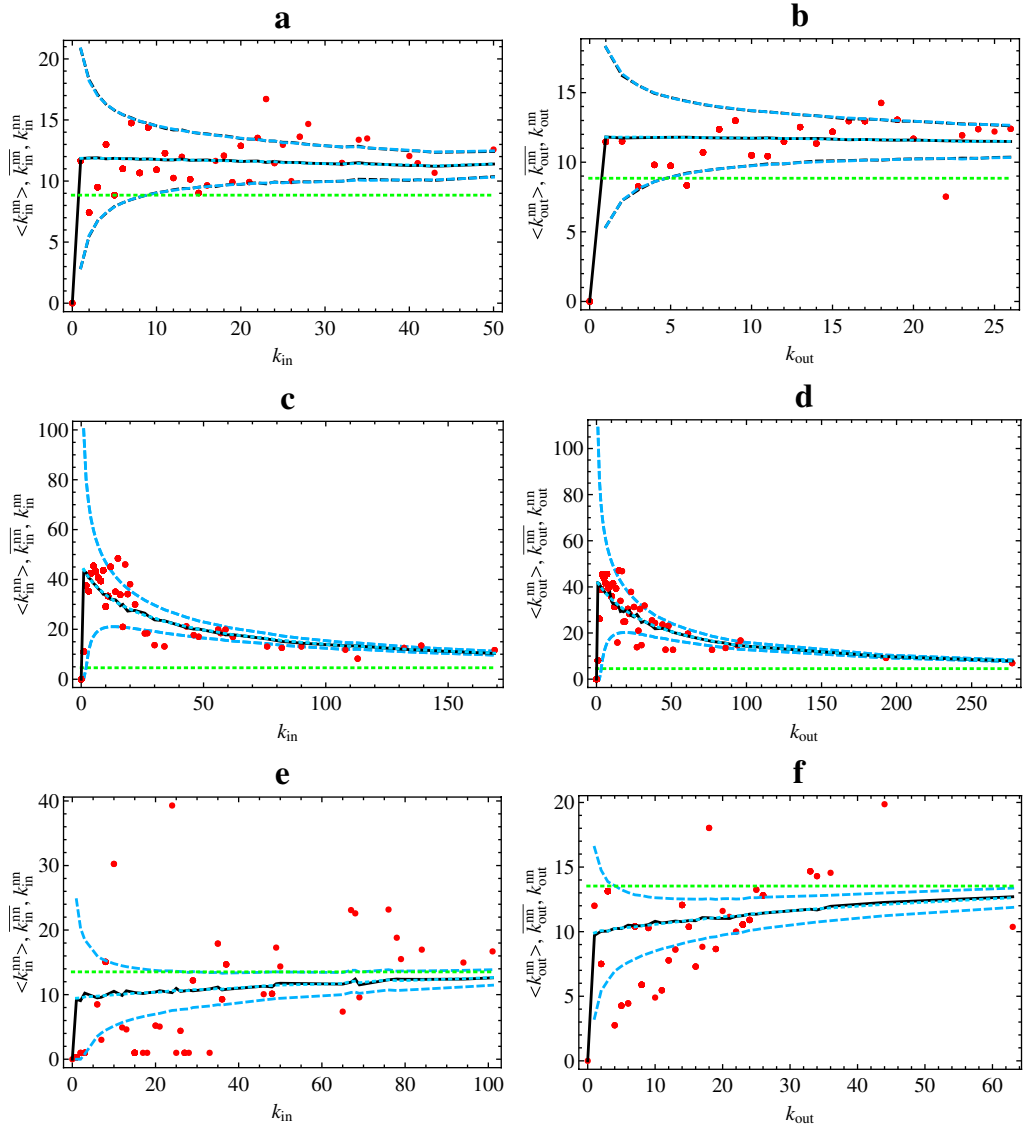 a
<k_in^nn>, \overline{k_in^nn}, k_in^nn
20
15
10
5
0
0 10 20 30 40 50
k_in
b
<k_out^nn>, \overline{k_out^nn}, k_out^nn
15
10
5
0
0 5 10 15 20 25
k_out
c
<k_in^nn>, \overline{k_in^nn}, k_in^nn
100
80
60
40
20
0
0 50 100 150
k_in
d
<k_out^nn>, \overline{k_out^nn}, k_out^nn
100
80
60
40
20
0
0 50 100 150 200 250
k_out
e
<k_in^nn>, \overline{k_in^nn}, k_in^nn
40
30
20
10
0
0 20 40 60 80 100
k_in
f
<k_out^nn>, \overline{k_out^nn}, k_out^nn
20
15
10
5
0
0 10 20 30 40 50 60
k_out